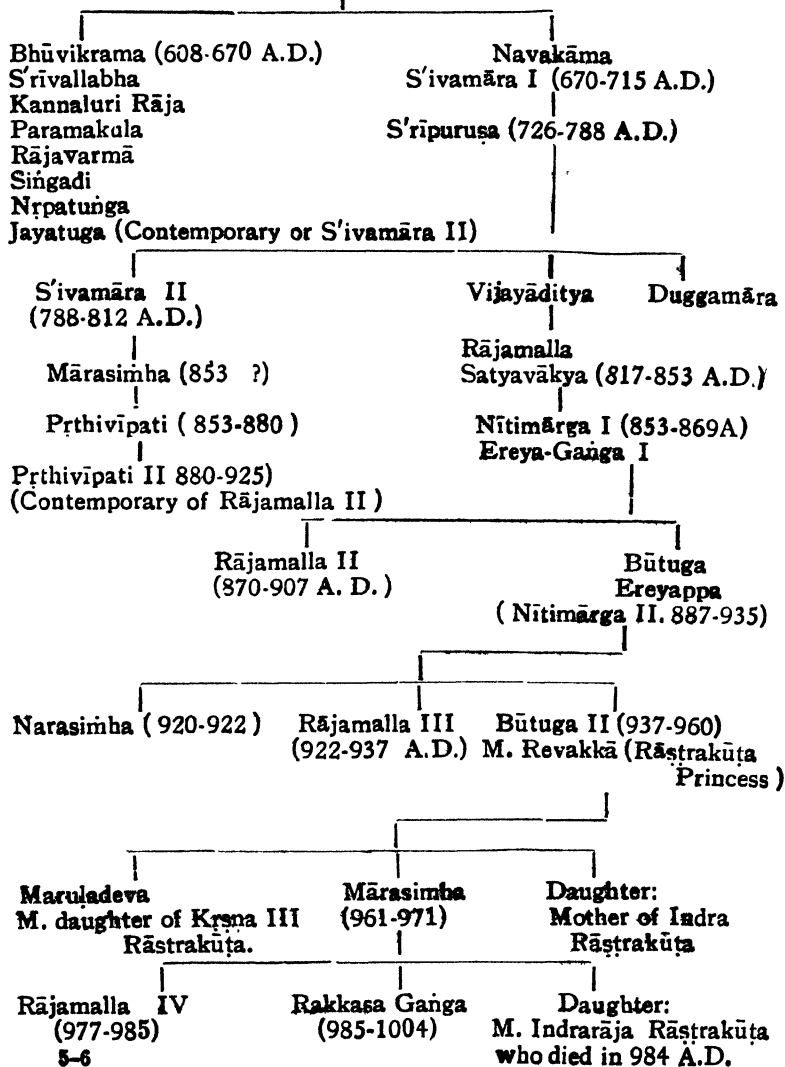 Bhūvikrama (608-670 A.D.)
S'rīvallabha
Kannaluri Rāja
Paramakula
Rājavarmā
Siṅgadi
Nṛpatuṅga
Jayatuga (Contemporary or S'ivamāra II)
Navakāma
S'ivamāra I (670-715 A.D.)
S'rīpuruṣa (726-788 A.D.)
S'ivamāra II
(788-812 A.D.)
Vijayāditya
Duggamāra
Mārasiṁha (853 ?)
Rājamalla
Satyavākya (817-853 A.D.)
Pṛthivīpati ( 853-880 )
Nītimārga I (853-869A)
Ereya-Gaṅga I
Pṛthivīpati II 880-925)
(Contemporary of Rājamalla II )
Rājamalla II
(870-907 A. D. )
Būtuga
Ereyappa
( Nītimārga II. 887-935)
Narasiṁha ( 920-922 )
Rājamalla III
(922-937 A.D.)
Būtuga II (937-960)
M. Revakkā (Rāṣṭrakūṭa
Princess )
Maruḷadeva
M. daughter of Kṛṣna III
Rāstrakūṭa.
Mārasiṁha
(961-971)
Daughter:
Mother of Indra
Rāṣṭrakūṭa
Rājamalla IV
(977-985)
5-6
Rakkasa Gaṅga
(985-1004)
Daughter:
M. Indrarāja Rāṣṭrakūṭa
who died in 984 A.D.